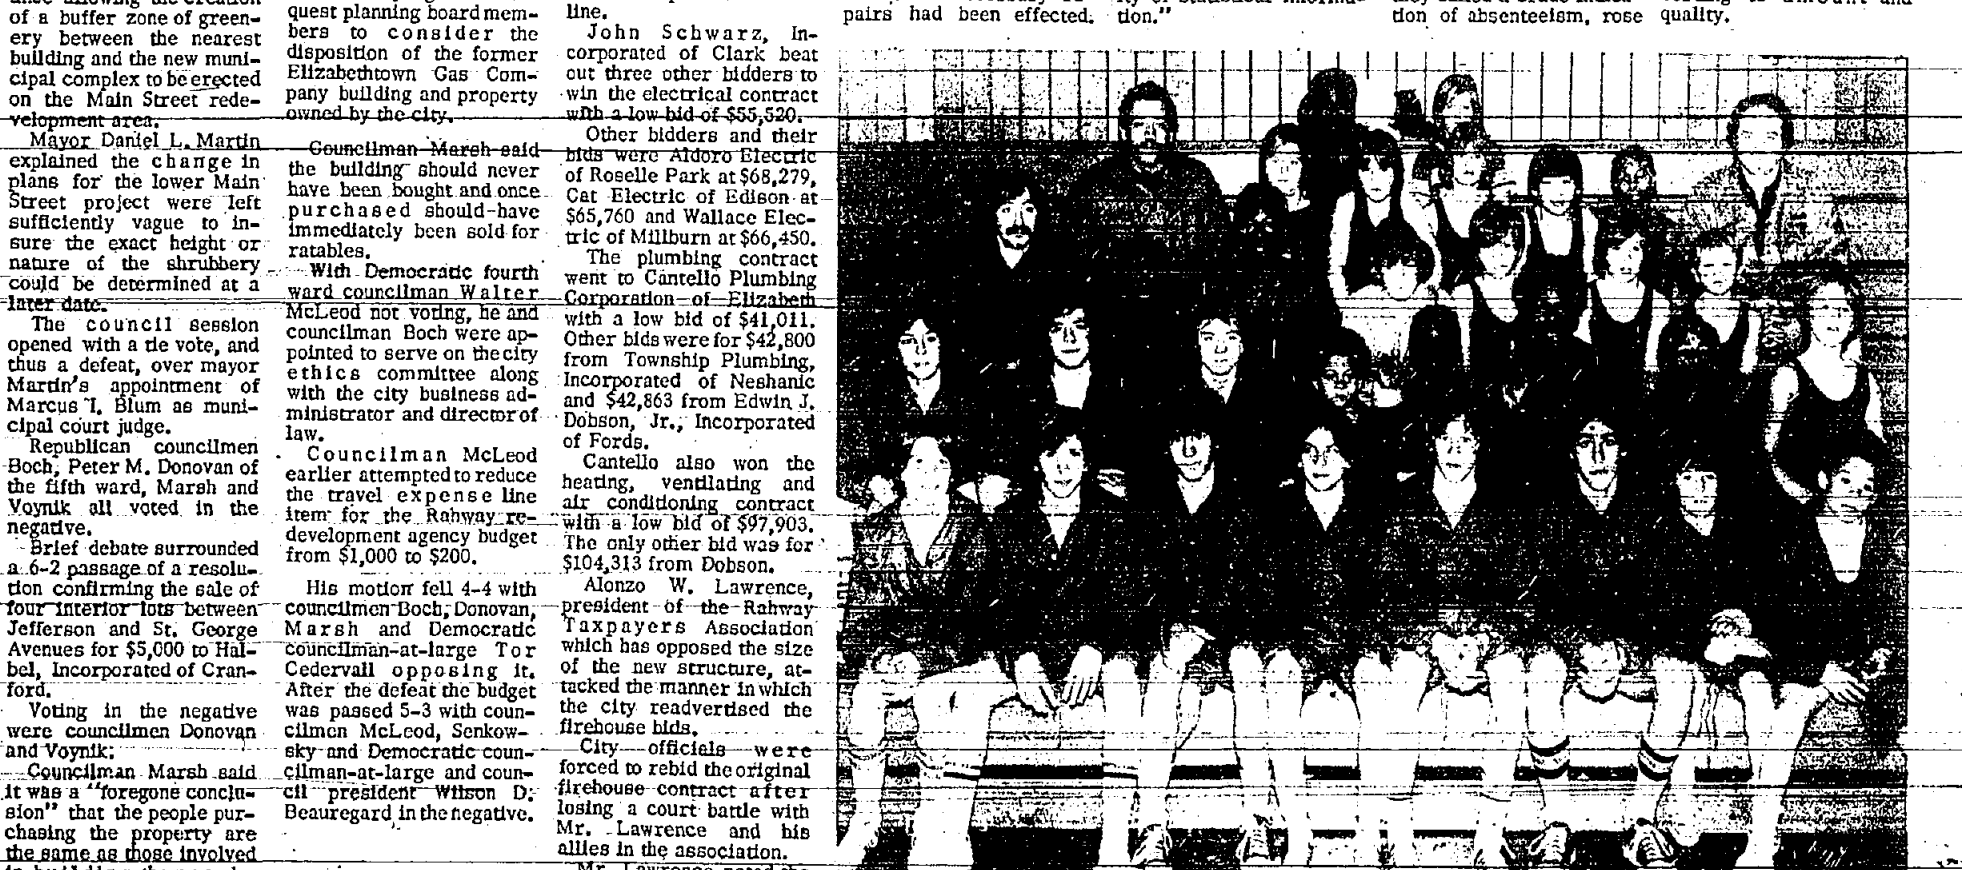 of a buffer zone of green-
ery between the nearest
building and the new muni-
cipal complex to be erected
on the Main Street rede-
velopment area.
Mayor Daniel L. Martin
explained the change in
plans for the lower Main
Street project were left
sufficiently vague to in-
sure the exact height or
nature of the shrubbery
could be determined at a
later date.
The council session
opened with a tie vote, and
thus a defeat, over mayor
Martin's appointment of
Marcus I. Blum as muni-
cipal court judge.
Republican councilmen
Boch, Peter M. Donovan of
the fifth ward, Marsh and
Voynik all voted in the
negative.
Brief debate surrounded
a 6-2 passage of a resolu-
tion confirming the sale of
four interior lots between
Jefferson and St. George
Avenues for $5,000 to Hal-
bel, Incorporated of Cran-
ford.
Voting in the negative
were councilmen Donovan
and Voynik.
Councilman Marsh said
it was a "foregone conclu-
sion" that the people pur-
chasing the property are
the same as those involved
quest planning board mem-
bers to consider the
disposition of the former
Elizabethtown Gas Com-
pany building and property
owned by the city.
Councilman Marsh said
the building should never
have been bought and once
purchased should have
immediately been sold for
ratables.
With Democratic fourth
ward councilman Walter
McLeod not voting, he and
councilman Boch were ap-
pointed to serve on the city
ethics committee along
with the city business ad-
ministrator and director of
law.
Councilman McLeod
earlier attempted to reduce
the travel expense line
item for the Rahway re-
development agency budget
from $1,000 to $200.
His motion fell 4-4 with
councilmen Boch, Donovan,
Marsh and Democratic
councilman-at-large Tor
Cedervall opposing it.
After the defeat the budget
was passed 5-3 with coun-
cilmen McLeod, Senkow-
sky and Democratic coun-
cilman-at-large and coun-
cil president Wilson D.
Beauregard in the negative.
line.
John Schwarz, In-
corporated of Clark beat
out three other bidders to
win the electrical contract
with a low bid of $55,520.
Other bidders and their
bids were Aldoro Electric
of Roselle Park at $68,279,
Cat Electric of Edison at
$65,760 and Wallace Elec-
tric of Millburn at $66,450.
The plumbing contract
went to Cantello Plumbing
Corporation of Elizabeth
with a low bid of $41,011.
Other bids were for $42,800
from Township Plumbing,
Incorporated of Neshanic
and $42,863 from Edwin J.
Dobson, Jr., Incorporated
of Fords.
Cantello also won the
heating, ventilating and
air conditioning contract
with a low bid of $97,903.
The only other bid was for
$104,313 from Dobson.
Alonzo W. Lawrence,
president of the Rahway
Taxpayers Association
which has opposed the size
of the new structure, at-
tacked the manner in which
the city readvertised the
firehouse bids.
City officials were
forced to rebid the original
firehouse contract after
losing a court battle with
Mr. Lawrence and his
allies in the association.
pairs had been effected.
tion."
tion of absenteeism, rose
quality.